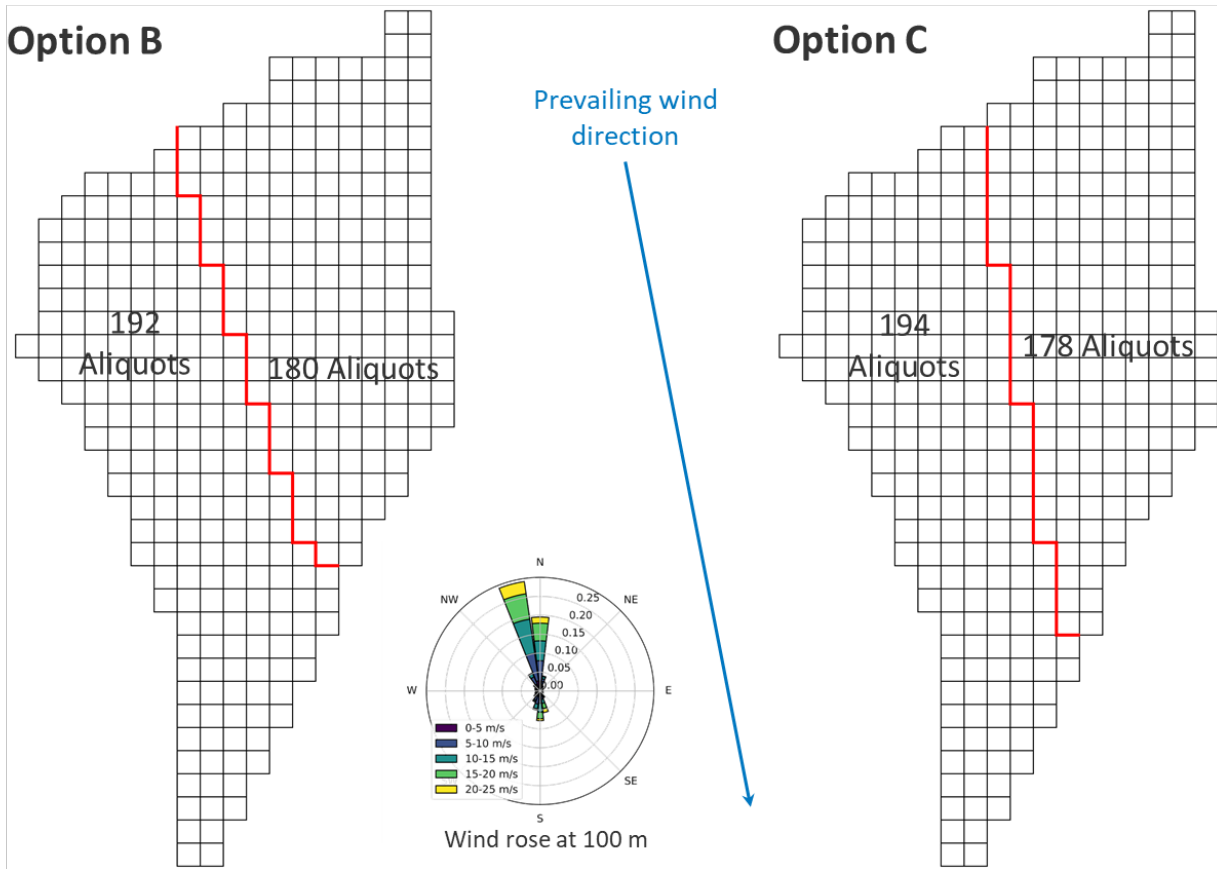 Option B
Option C
Prevailing wind
direction
192
Aliquots
180 Aliquots
194
Aliquots
178 Aliquots
N
NW
NE
0.25
0.20
0.15
0.10
0.05
0.00
W
E
0-5 m/s
5-10 m/s
10-15 m/s
15-20 m/s
20-25 m/s
SE
S
Wind rose at 100 m